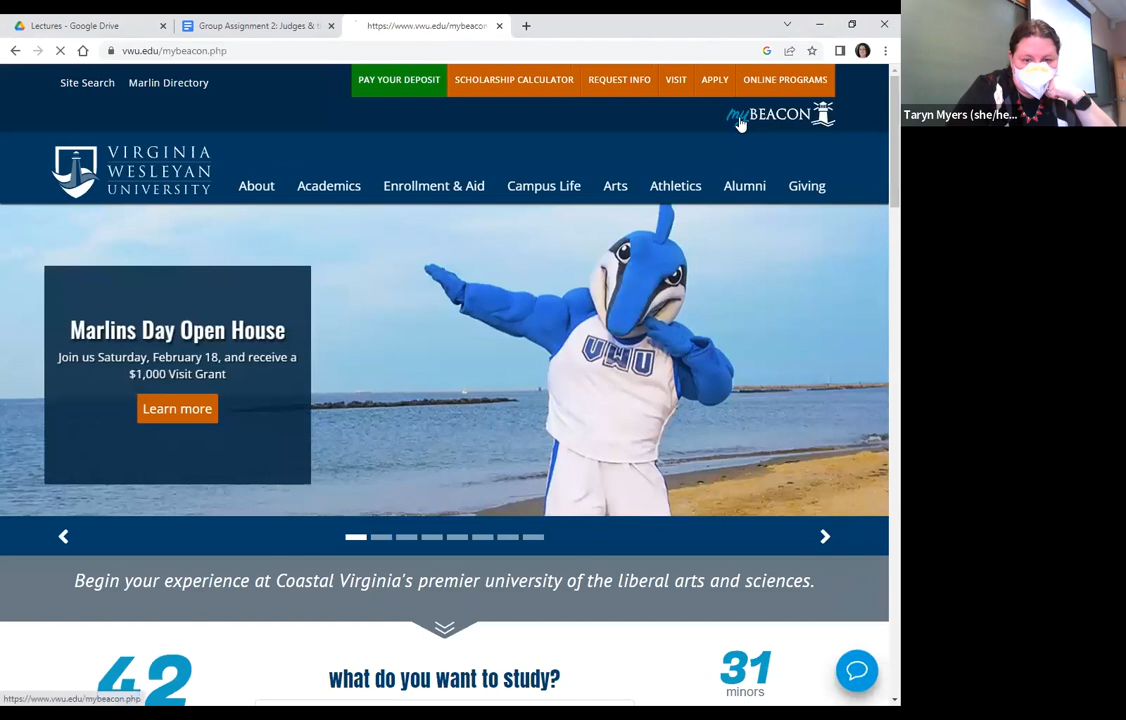 Lectures - Google Drive
Group Assignment 2: Judges & t
https://www.vwu.edu/mybeacon
vwu.edu/mybeacon.php
Site Search
Marlin Directory
PAY YOUR DEPOSIT
SCHOLARSHIP CALCULATOR
REQUEST INFO
VISIT
APPLY
ONLINE PROGRAMS
Taryn Myers (she/he...
myBEACON
VIRGINIA
WESLEYAN
UNIVERSITY
About
Academics
Enrollment & Aid
Campus Life
Arts
Athletics
Alumni
Giving
Marlins Day Open House
Join us Saturday, February 18, and receive a
$1,000 Visit Grant
Learn more
VWU
Begin your experience at Coastal Virginia's premier university of the liberal arts and sciences.
42
what do you want to study?
31
minors
https://www.vwu.edu/mybeacon.php